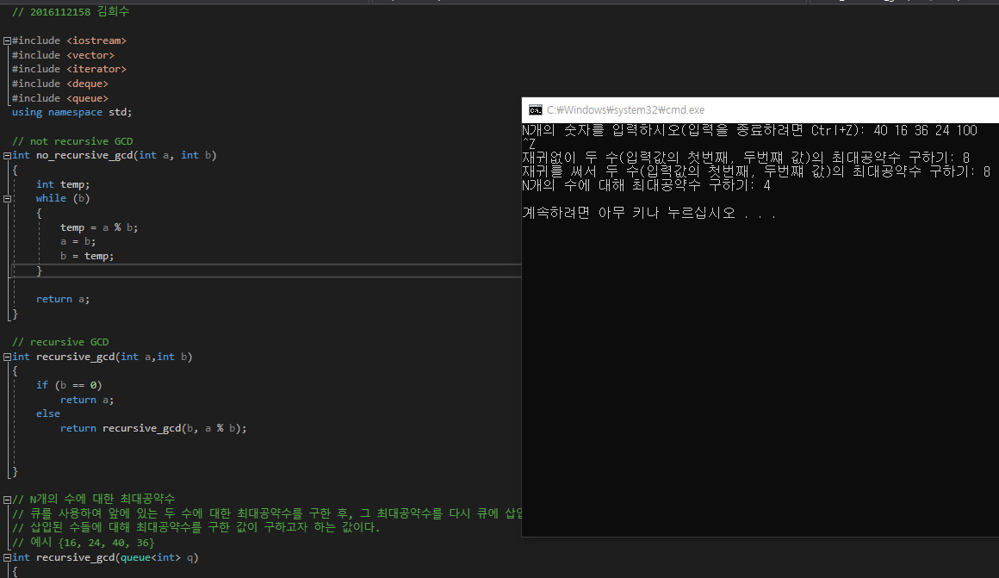 // 2016112158 김희수
#include <iostream>
#include <vector>
#include <iterator>
#include <deque>
#include <queue>
using namespace std;
// not recursive GCD
int no_recursive_gcd(int a, int b)
{
int temp;
while (b)
{
temp = a % b;
a = b;
b = temp;
}
return a;
}
// recursive GCD
int recursive_gcd(int a,int b)
{
if (b == 0)
return a;
else
return recursive_gcd(b, a % b);
}
// N개의 수에 대한 최대공약수
// 큐를 사용하여 앞에 있는 두 수에 대한 최대공약수를 구한 후, 그 최대공약수를 다시 큐에 삽입
// 삽입된 수들에 대해 최대공약수를 구한 값이 구하고자 하는 값이다.
// 예시 {16, 24, 40, 36}
int recursive_gcd(queue<int> q)
{
C:\Windows\system32\cmd.exe
N개의 숫자를 입력하시오(입력을 종료하려면 Ctrl+Z): 40 16 36 24 100
^Z
재귀없이 두 수(입력값의 첫번째, 두번째 값)의 최대공약수 구하기: 8
재귀를 써서 두 수(입력값의 첫번째, 두번째 값)의 최대공약수 구하기: 8
N개의 수에 대해 최대공약수 구하기: 4
계속하려면 아무 키나 누르십시오 . . .